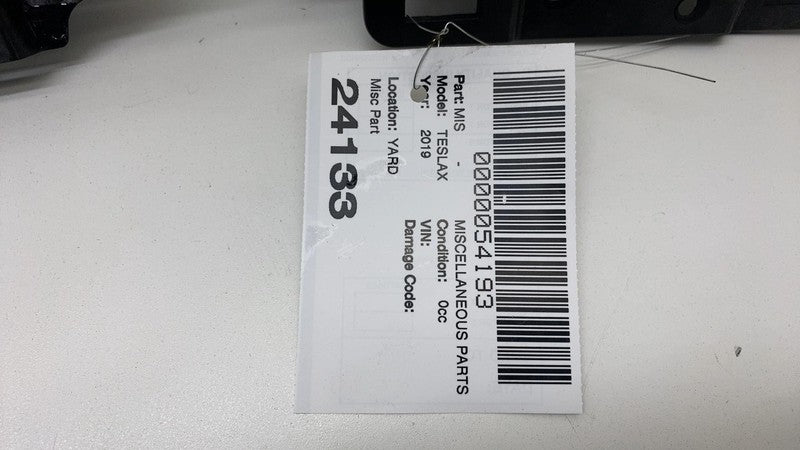 0000054193
Part: MIS - MISCELLANEOUS PARTS
Model: TESLAX Condition: 0cc
Year: 2019 VIN:
Damage Code:
Location: YARD
Misc Part
24133